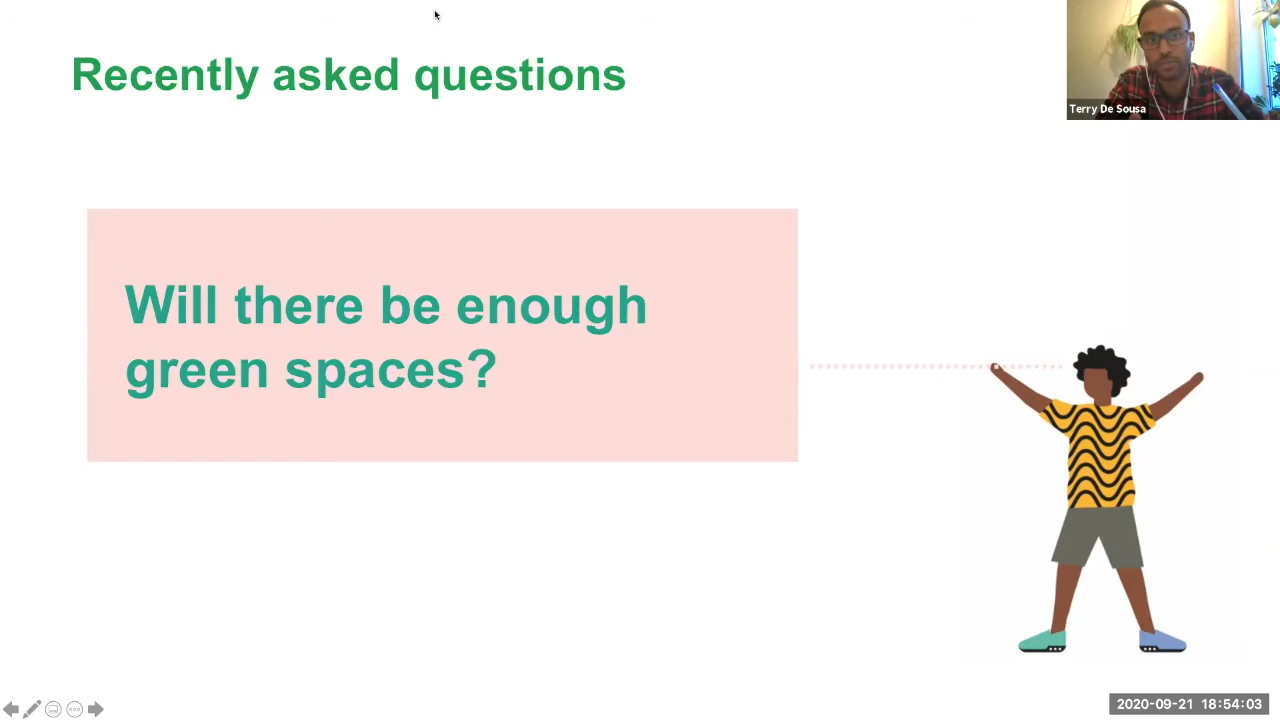 Recently asked questions
Terry De Sousa
Will there be enough
green spaces?
2020-09-21 18:54:03